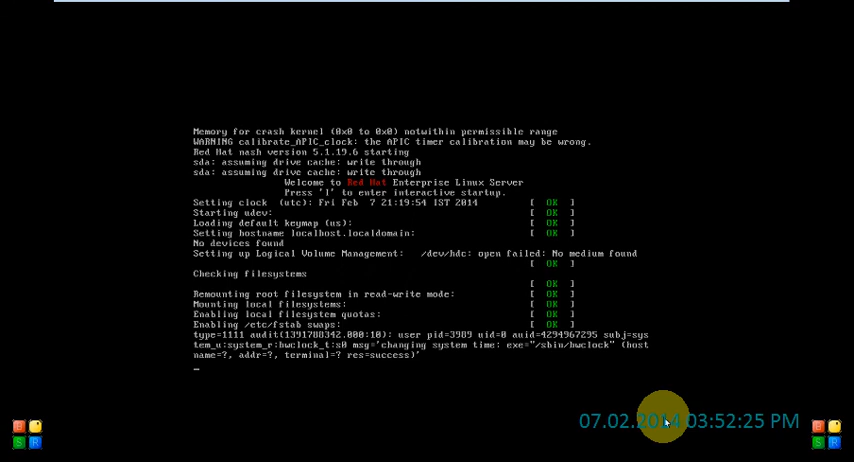 Memory for crash kernel (0x0 to 0x0) notwithin permissible range
WARNING calibrate_APIC_clock: the APIC timer calibration may be wrong.
Red Hat nash version 5.1.19.6 starting
sda: assuming drive cache: write through
sda: assuming drive cache: write through
Welcome to Red Hat Enterprise Linux Server
Press 'I' to enter interactive startup.
Setting clock  (utc): Fri Feb  7 21:19:54 IST 2014 [  OK  ]
Starting udev: [  OK  ]
Loading default keymap (us): [  OK  ]
Setting hostname localhost.localdomain: [  OK  ]
No devices found
Setting up Logical Volume Management:   /dev/hdc: open failed: No medium found
[  OK  ]
Checking filesystems
[  OK  ]
Remounting root filesystem in read-write mode: [  OK  ]
Mounting local filesystems: [  OK  ]
Enabling local filesystem quotas: [  OK  ]
Enabling /etc/fstab swaps: [  OK  ]
type=1111 audit(1391788342.000:10): user pid=3989 uid=0 auid=4294967295 subj=sys
tem_u:system_r:hwclock_t:s0 msg='changing system time: exe="/sbin/hwclock" (host
name=?, addr=?, terminal=? res=success)'
07.02.2014 03:52:25 PM
B
S R
B
S R